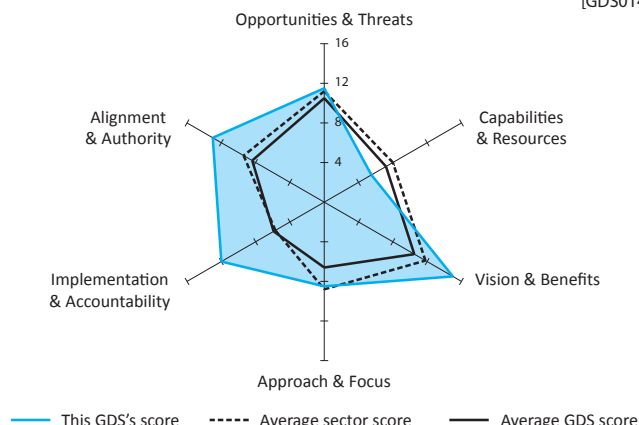 [GDS014
Opportunities & Threats
16
12
8
4
Alignment
& Authority
Capabilities
& Resources
Implementation
& Accountability
Vision & Benefits
Approach & Focus
This GDS's score
Average sector score
Average GDS score